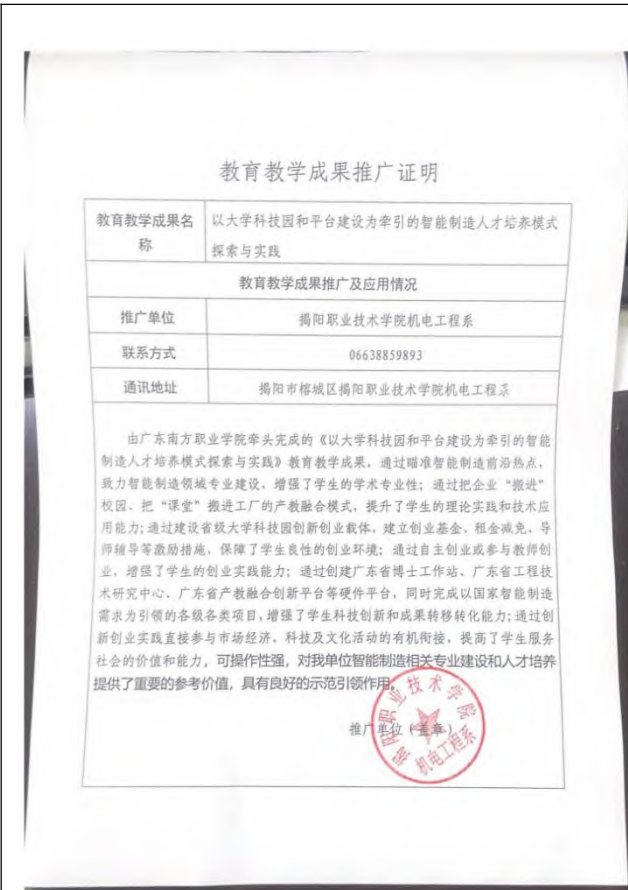 教育教学成果推广证明
教育教学成果名
称
以大学科技园和平台建设为牵引的智能制造人才培养模式
探索与实践
教育教学成果推广及应用情况
推广单位
揭阳职业技术学院机电工程系
联系方式
06638859893
通讯地址
揭阳市榕城区揭阳职业技术学院机电工程系
由广东南方职业学院牵头完成的《以大学科技园和平台建设为牵引的智能
制造人才培养模式探索与实践》教育教学成果，通过瞄准智能制造前沿热点，
致力智能制造领域专业建设，增强了学生的学术专业性；通过把企业“搬进”
校园、把“课堂”搬进工厂的产教融合模式，提升了学生的理论实践和技术应
用能力；通过建设省级大学科技园创新创业载体，建立创业基金、租金减免、导
师辅导等激励措施，保障了学生良性的创业环境；通过自主创业或参与教师创
业，增强了学生的创业实践能力；通过创建广东省博士工作站、广东省工程技
术研究中心、广东省产教融合创新平台等硬件平台，同时完成以国家智能制造
需求为引领的各级各类项目，增强了学生科技创新和成果转移转化能力；通过创
新创业实践直接参与市场经济、科技及文化活动的有机衔接，提高了学生服务
社会的价值和能力，可操作性强，对我单位智能制造相关专业建设和人才培养
提供了重要的参考价值，具有良好的示范引领作用。
推广单位（盖章）
揭阳职业技术学院
机电工程系